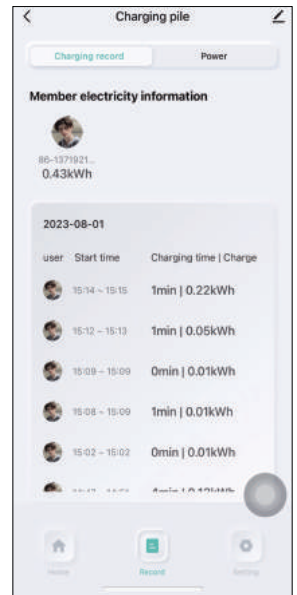 Charging pile
Charging record
Power
Member electricity information
86-1371921...
0.43kWh
2023-08-01
user Start time Charging time | Charge
15:14 ~ 15:15 1min | 0.22kWh
15:12 ~ 15:13 1min | 0.05kWh
15:09 ~ 15:09 0min | 0.01kWh
15:08 ~ 15:09 1min | 0.01kWh
15:02 ~ 15:02 0min | 0.01kWh
Home Record Setting